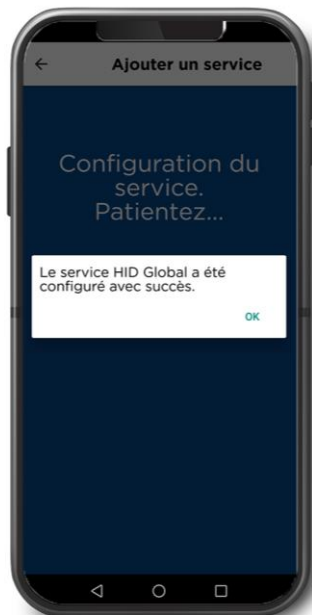 Ajouter un service
Configuration du
service.
Patientez...
Le service HID Global a été
configuré avec succès.
OK